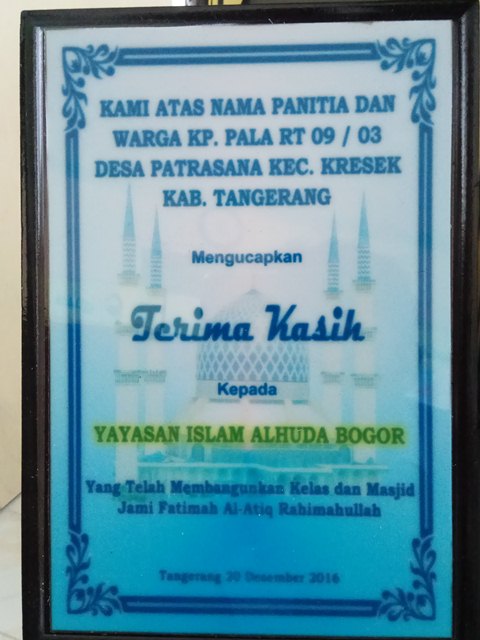 KAMI ATAS NAMA PANITIA DAN
WARGA KP. PALA RT 09 / 03
DESA PATRASANA KEC. KRESEK
KAB. TANGERANG
Mengucapkan
Terima Kasih
Kepada
YAYASAN ISLAM ALHUDA BOGOR
Yang Telah Membangunkan Kelas dan Masjid
Jami Fatimah Al-Atiq Rahimahullah
Tangerang 30 Desember 2016